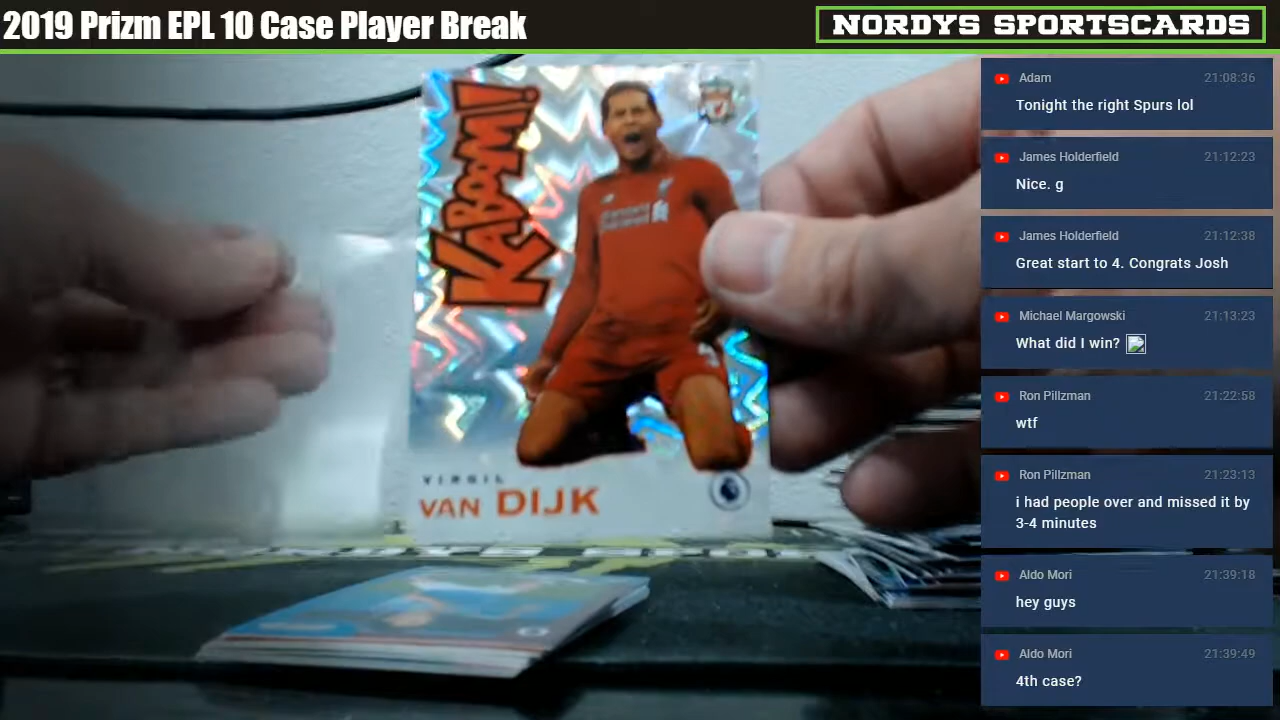 2019 Prizm EPL 10 Case Player Break
NORDYS SPORTSCARDS
KABOOM!
VIRGIL
VAN DIJK
Adam 21:08:36
Tonight the right Spurs lol
James Holderfield 21:12:23
Nice. g
James Holderfield 21:12:38
Great start to 4. Congrats Josh
Michael Margowski 21:13:23
What did I win?
Ron Pillzman 21:22:58
wtf
Ron Pillzman 21:23:13
i had people over and missed it by
3-4 minutes
Aldo Mori 21:39:18
hey guys
Aldo Mori 21:39:49
4th case?